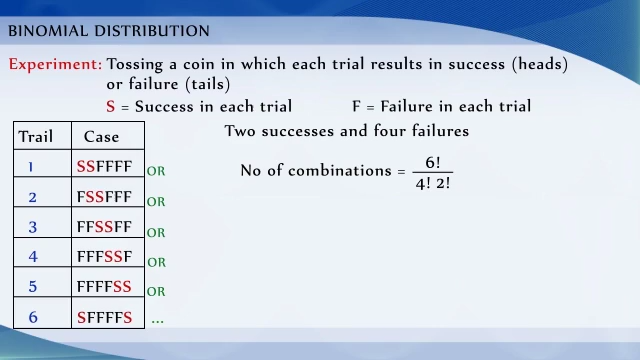 BINOMIAL DISTRIBUTION
Experiment: Tossing a coin in which each trial results in success (heads)
or failure (tails)
S = Success in each trial F = Failure in each trial
Two successes and four failures
No of combinations = 6! / 4! 2!
Trail Case
1 SSFFFF OR
2 FSSFFF OR
3 FFSSFF OR
4 FFFSSF OR
5 FFFFSS OR
6 SFFFFS ...